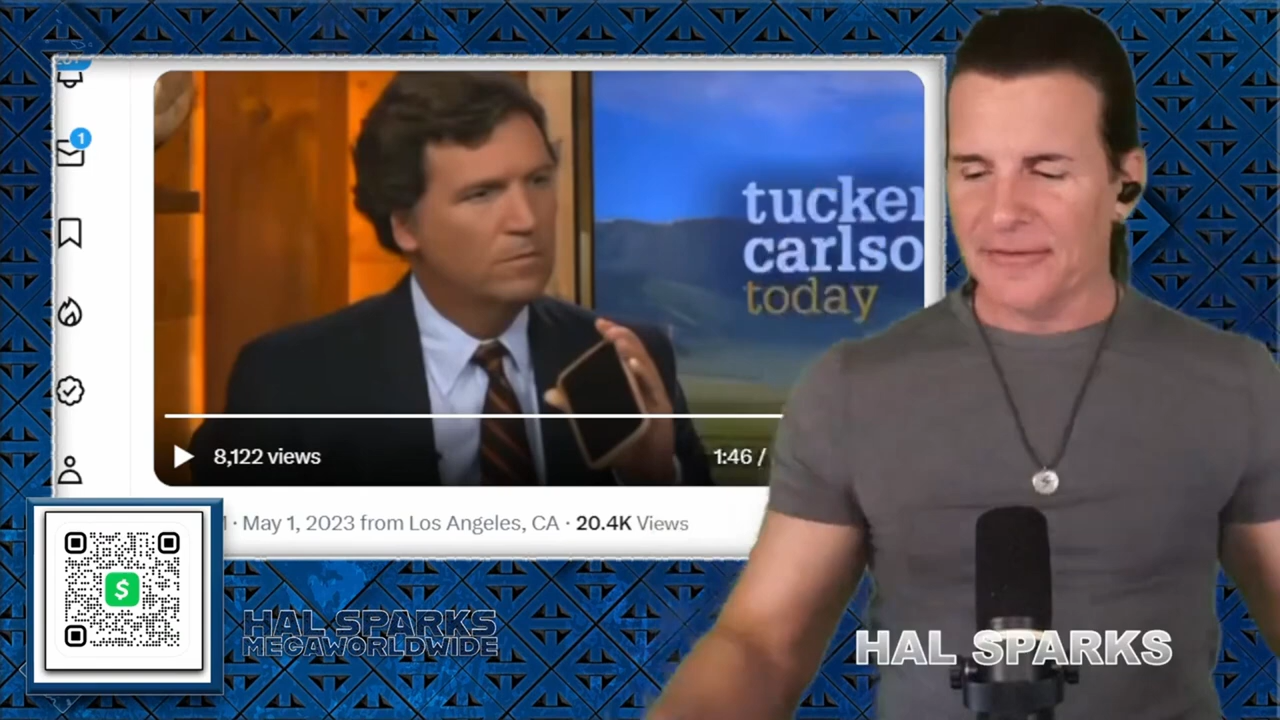 1
tucker
carlso
today
8,122 views
1:46 /
· May 1, 2023 from Los Angeles, CA · 20.4K Views
$
HAL SPARKS
MEGAWORLDWIDE
HAL SPARKS